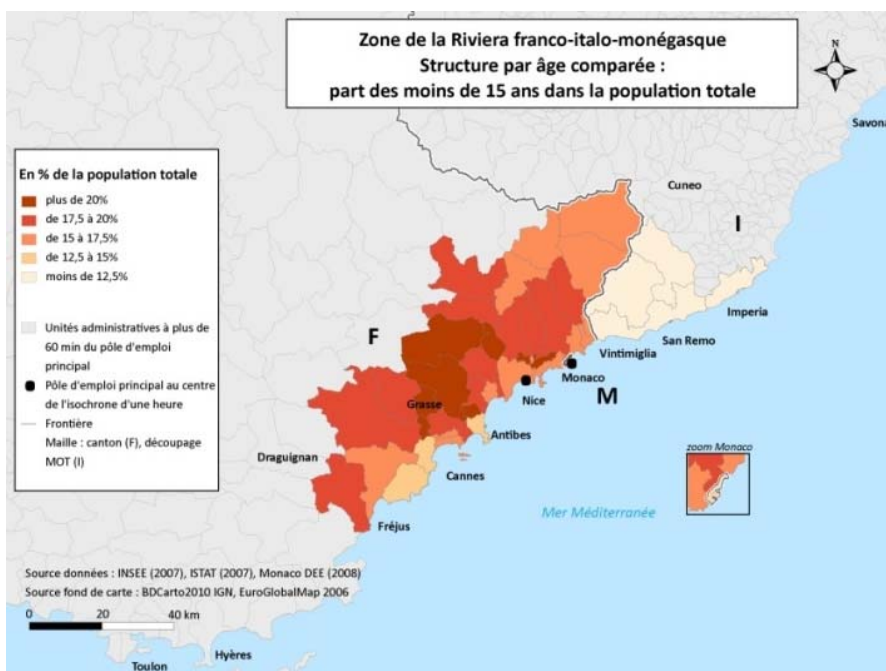 Zone de la Riviera franco-italo-monégasque
Structure par âge comparée :
part des moins de 15 ans dans la population totale
N
Savona
En % de la population totale
plus de 20%
de 17,5 à 20%
de 15 à 17,5%
de 12,5 à 15%
moins de 12,5%
Unités administratives à plus de
60 min du pôle d'emploi
principal
Pôle d'emploi principal au centre
de l'isochrone d'une heure
Frontière
Maille : canton (F), découpage
MOT (I)
Cuneo
I
Imperia
San Remo
Vintimiglia
F
Monaco
M
Nice
Grasse
Antibes
Draguignan
Cannes
zoom Monaco
Mer Méditerranée
Fréjus
Source données : INSEE (2007), ISTAT (2007), Monaco DEE (2008)
Source fond de carte : BDCarto2010 IGN, EuroGlobalMap 2006
0 20 40 km
Hyères
Toulon